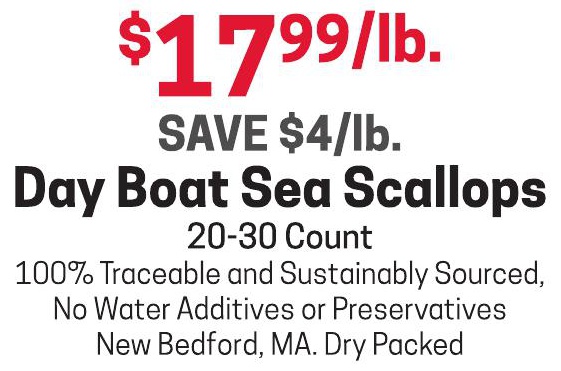 $17 99/lb.
SAVE $4/lb.
Day Boat Sea Scallops
20-30 Count
100% Traceable and Sustainably Sourced,
No Water Additives or Preservatives
New Bedford, MA. Dry Packed